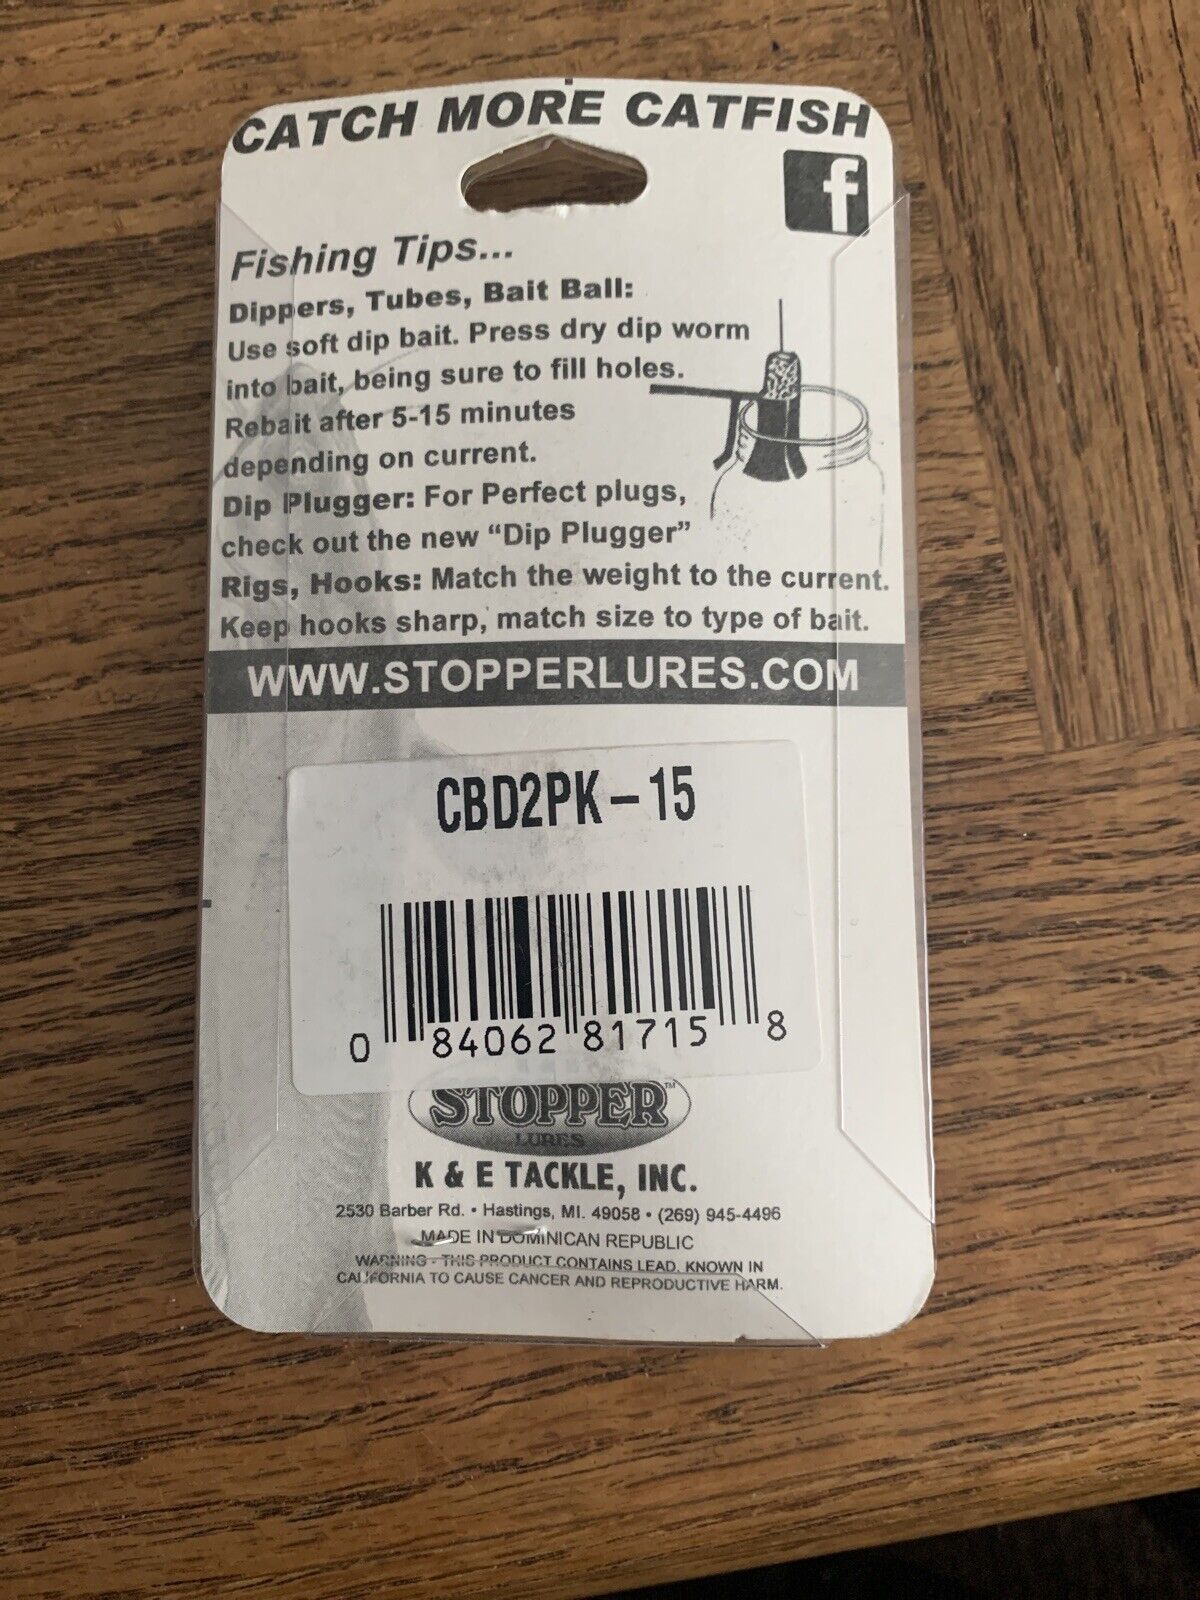 CATCH MORE CATFISH
f
Fishing Tips...
Dippers, Tubes, Bait Ball:
Use soft dip bait. Press dry dip worm
into bait, being sure to fill holes.
Rebait after 5-15 minutes
depending on current.
Dip Plugger: For Perfect plugs,
check out the new “Dip Plugger”
Rigs, Hooks: Match the weight to the current.
Keep hooks sharp, match size to type of bait.
WWW.STOPPERLURES.COM
CBD2PK-15
0 84062 81715 8
STOPPER™
LURES
K & E TACKLE, INC.
2530 Barber Rd. • Hastings, MI. 49058 • (269) 945-4496
MADE IN DOMINICAN REPUBLIC
WARNING - THIS PRODUCT CONTAINS LEAD, KNOWN IN
CALIFORNIA TO CAUSE CANCER AND REPRODUCTIVE HARM.